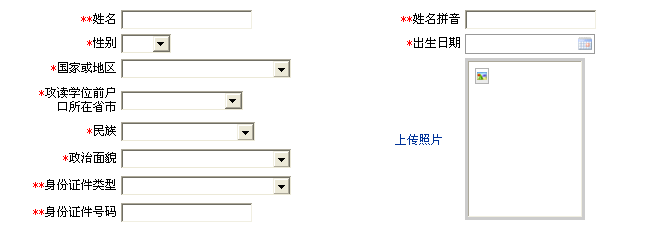 **姓名
**姓名拼音
*性别
*出生日期
*国家或地区
*攻读学位前户
口所在省市
*民族
上传照片
*政治面貌
**身份证件类型
**身份证件号码